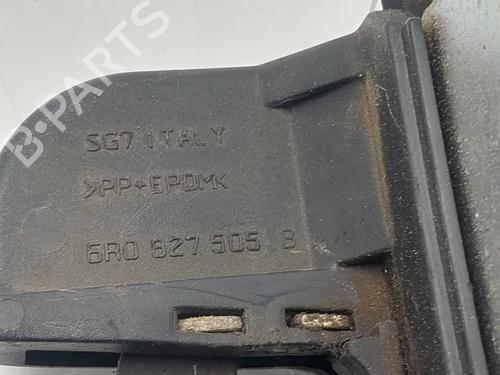 B-PARTS
SG7 ITALY
>PP+EPDM<
6R0 827 505 B